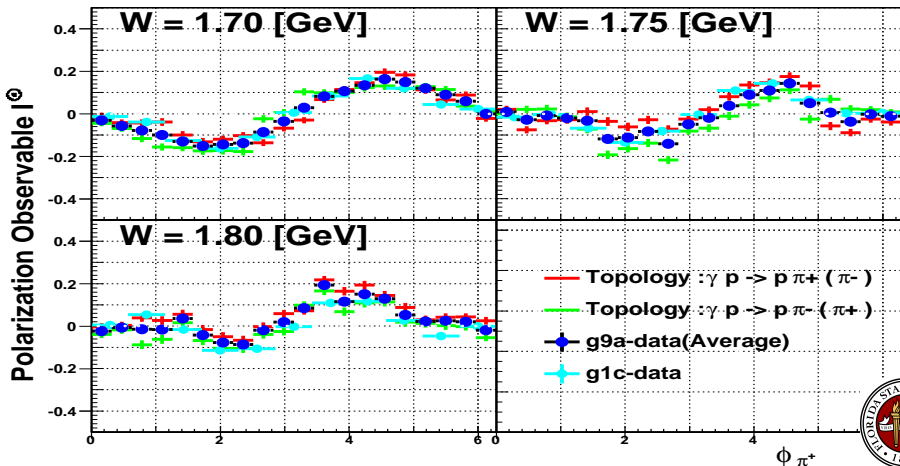 W = 1.70 [GeV]
W = 1.75 [GeV]
0.4
0.2
0
-0.2
-0.4
Polarization Observable I⊙
W = 1.80 [GeV]
0.4
0.2
0
-0.2
-0.4
Topology :γ p -> p π+ ( π- )
Topology :γ p -> p π- ( π+ )
g9a-data(Average)
g1c-data
0 2 4 6 2 4
ϕ π+
FLORIDA STA